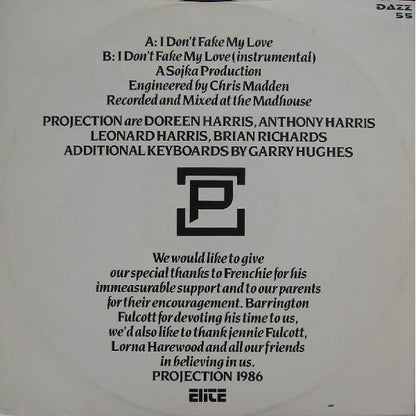 DAZZ
55
A: I Don't Fake My Love
B: I Don't Fake My Love (instrumental)
A Sojka Production
Engineered by Chris Madden
Recorded and Mixed at the Madhouse
PROJECTION are DOREEN HARRIS, ANTHONY HARRIS
LEONARD HARRIS, BRIAN RICHARDS
ADDITIONAL KEYBOARDS BY GARRY HUGHES
P
We would like to give
our special thanks to Frenchie for his
immeasurable support and to our parents
for their encouragement. Barrington
Fulcott for devoting his time to us,
we'd also like to thank jennie Fulcott,
Lorna Harewood and all our friends
in believing in us.
PROJECTION 1986
ELITE